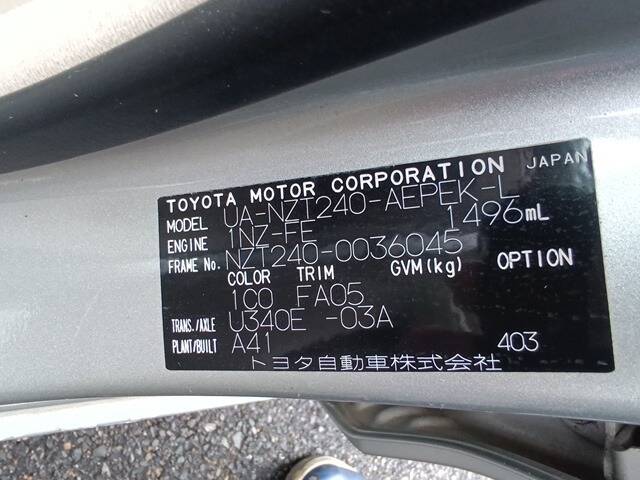 TOYOTA MOTOR CORPORATION JAPAN
MODEL UA-NZT240-AEPEK-L
ENGINE 1NZ-FE 1496mL
FRAME No. NZT240-0036045
COLOR TRIM GVM(kg) OPTION
1C0 FA05
TRANS./AXLE U340E -03A
PLANT/BUILT A41 403
トヨタ自動車株式会社